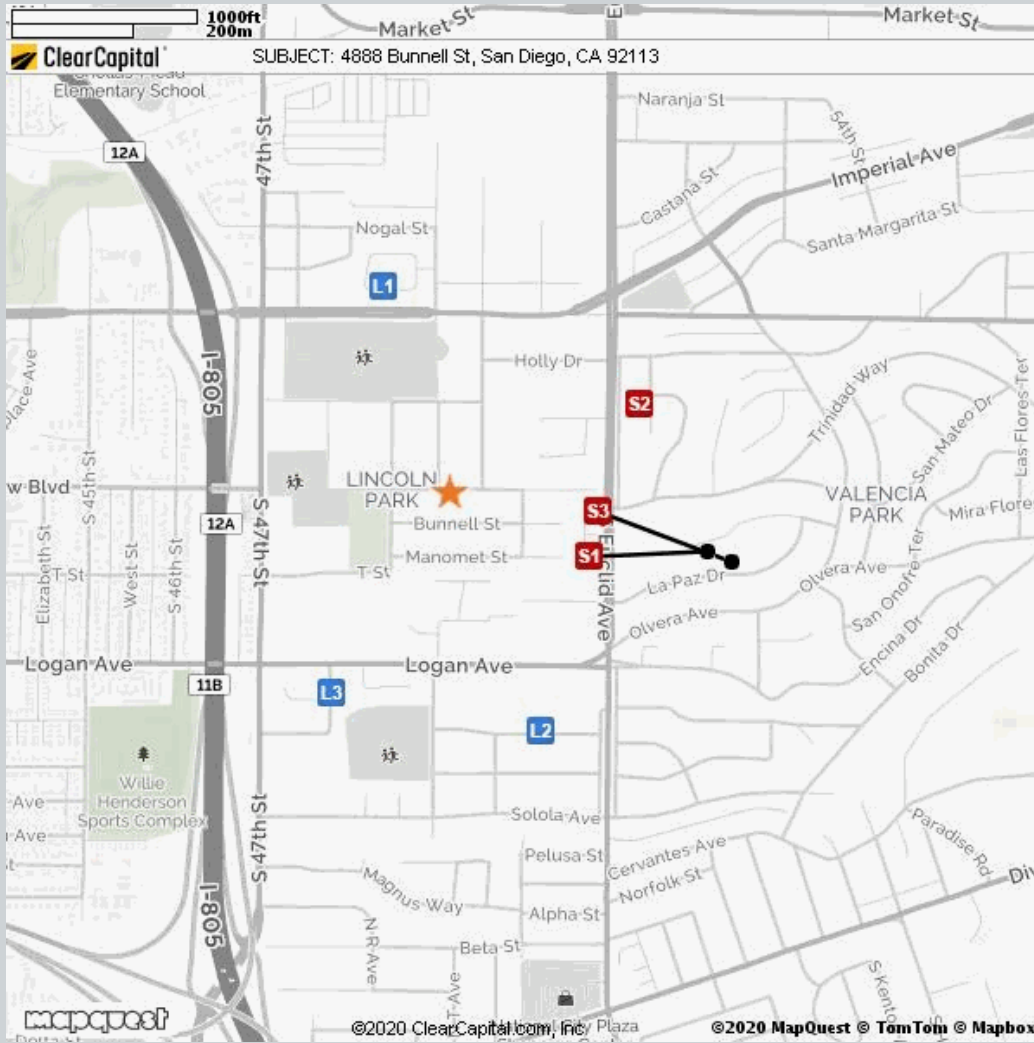 1000ft
200m
Market St
Market St
ClearCapital
SUBJECT: 4888 Bunnell St, San Diego, CA 92113
Elementary School
Naranja St
47th St
54th St
12A
Imperial Ave
Castana St
Santa Margarita St
Nogal St
L1
I-805
Holly Dr
Trinidad Way
Las Flores Ter
San Mateo Dr
S2
S 45th St
w Blvd
LINCOLN
PARK
VALENCIA
PARK
S3
Mira Flore
12A
Bunnell St
S 47th St
Manomet St
S1
Euclid Ave
Elizabeth St
West St
S 46th St
T St
T St
La Paz Dr
Olvera Ave
San Onofre Ter
Olvera Ave
Encina Dr
Bonita Dr
Logan Ave
Logan Ave
11B
L3
L2
Willie
Henderson
Sports Complex
Ave
Ave
S 47th St
Solola Ave
Paradise Rd
Pelusa St
Cervantes Ave
Norfolk St
Div
Magnus Way
Alpha St
I-805
N R Ave
Beta St
T Ave
S Kento
mapquest
©2020 ClearCapital.com, Inc.
National City Plaza
©2020 MapQuest © TomTom © Mapbox